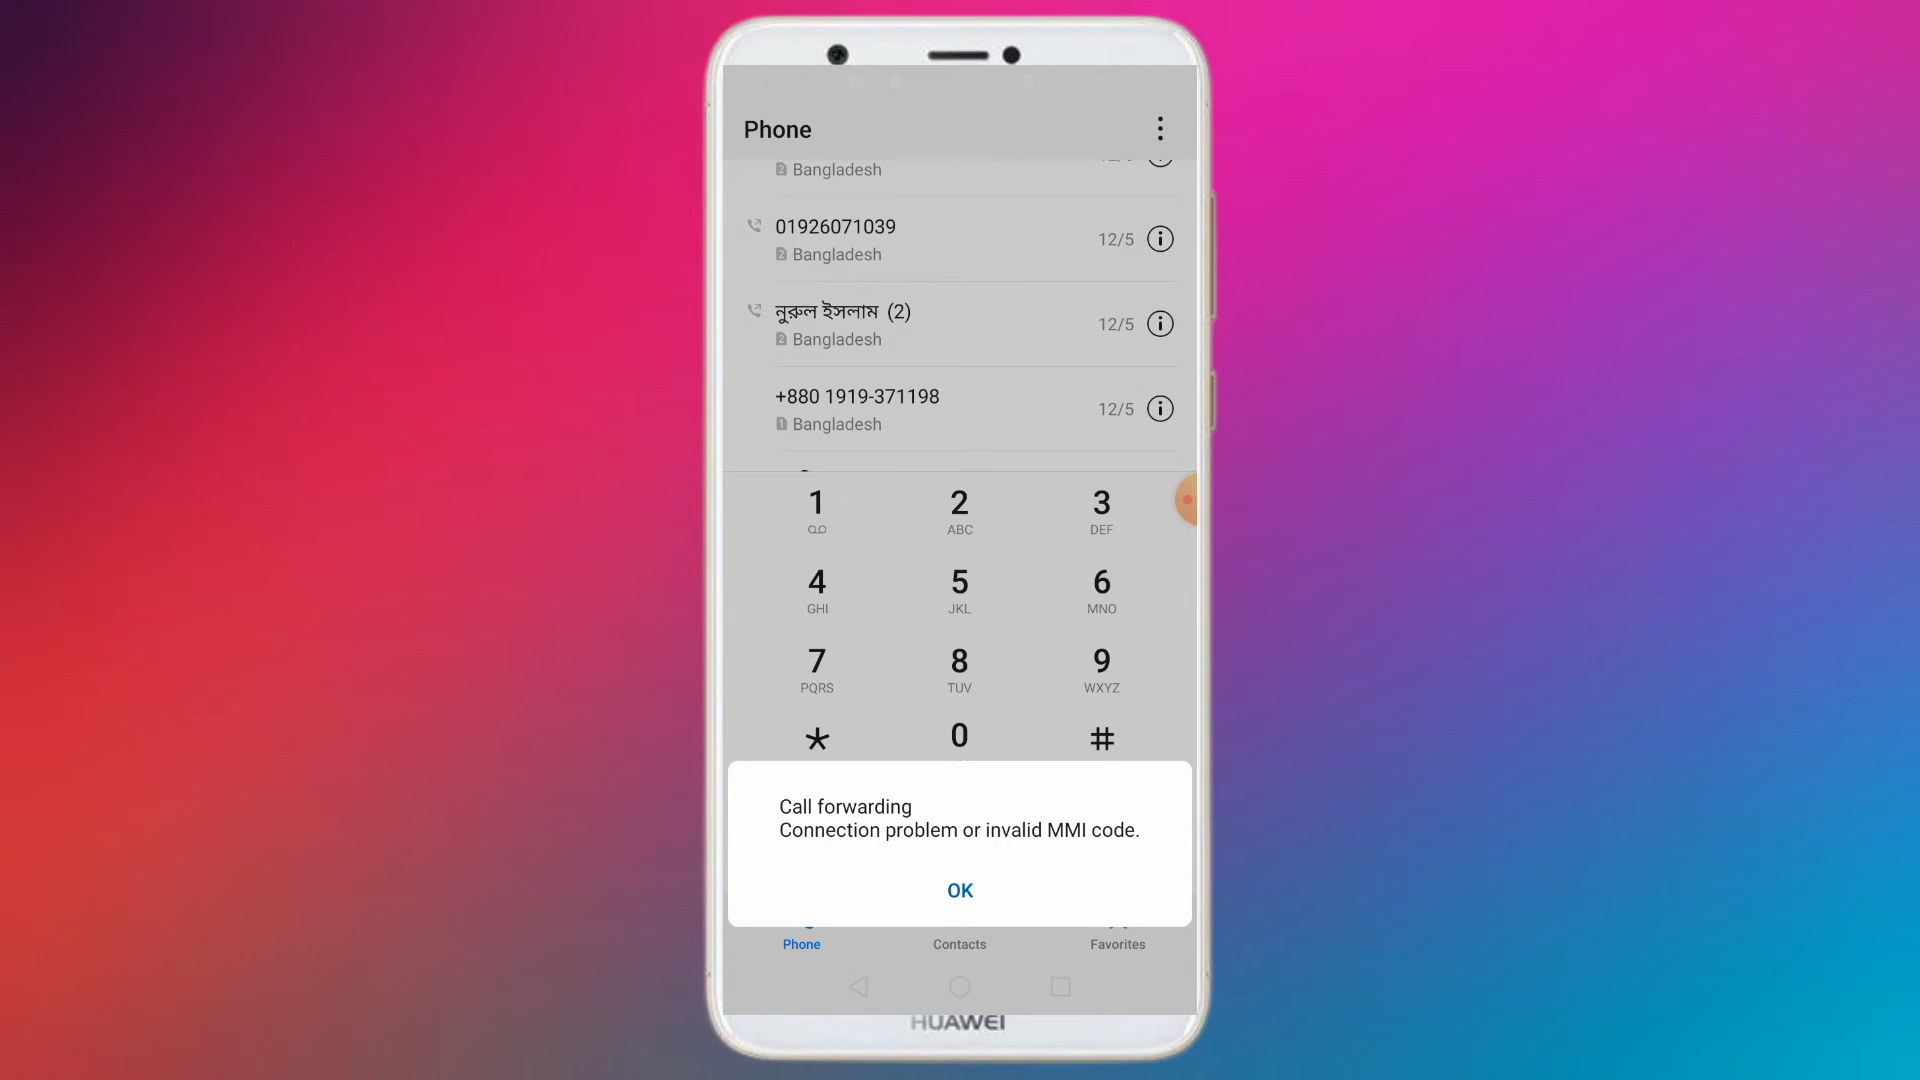 Phone
Bangladesh
01926071039
12/5
Bangladesh
নুরুল ইসলাম (2)
12/5
Bangladesh
+880 1919-371198
12/5
Bangladesh
1
2
ABC
3
DEF
4
GHI
5
JKL
6
MNO
7
PQRS
8
TUV
9
WXYZ
*
0
#
Call forwarding
Connection problem or invalid MMI code.
OK
Phone
Contacts
Favorites
HUAWEI